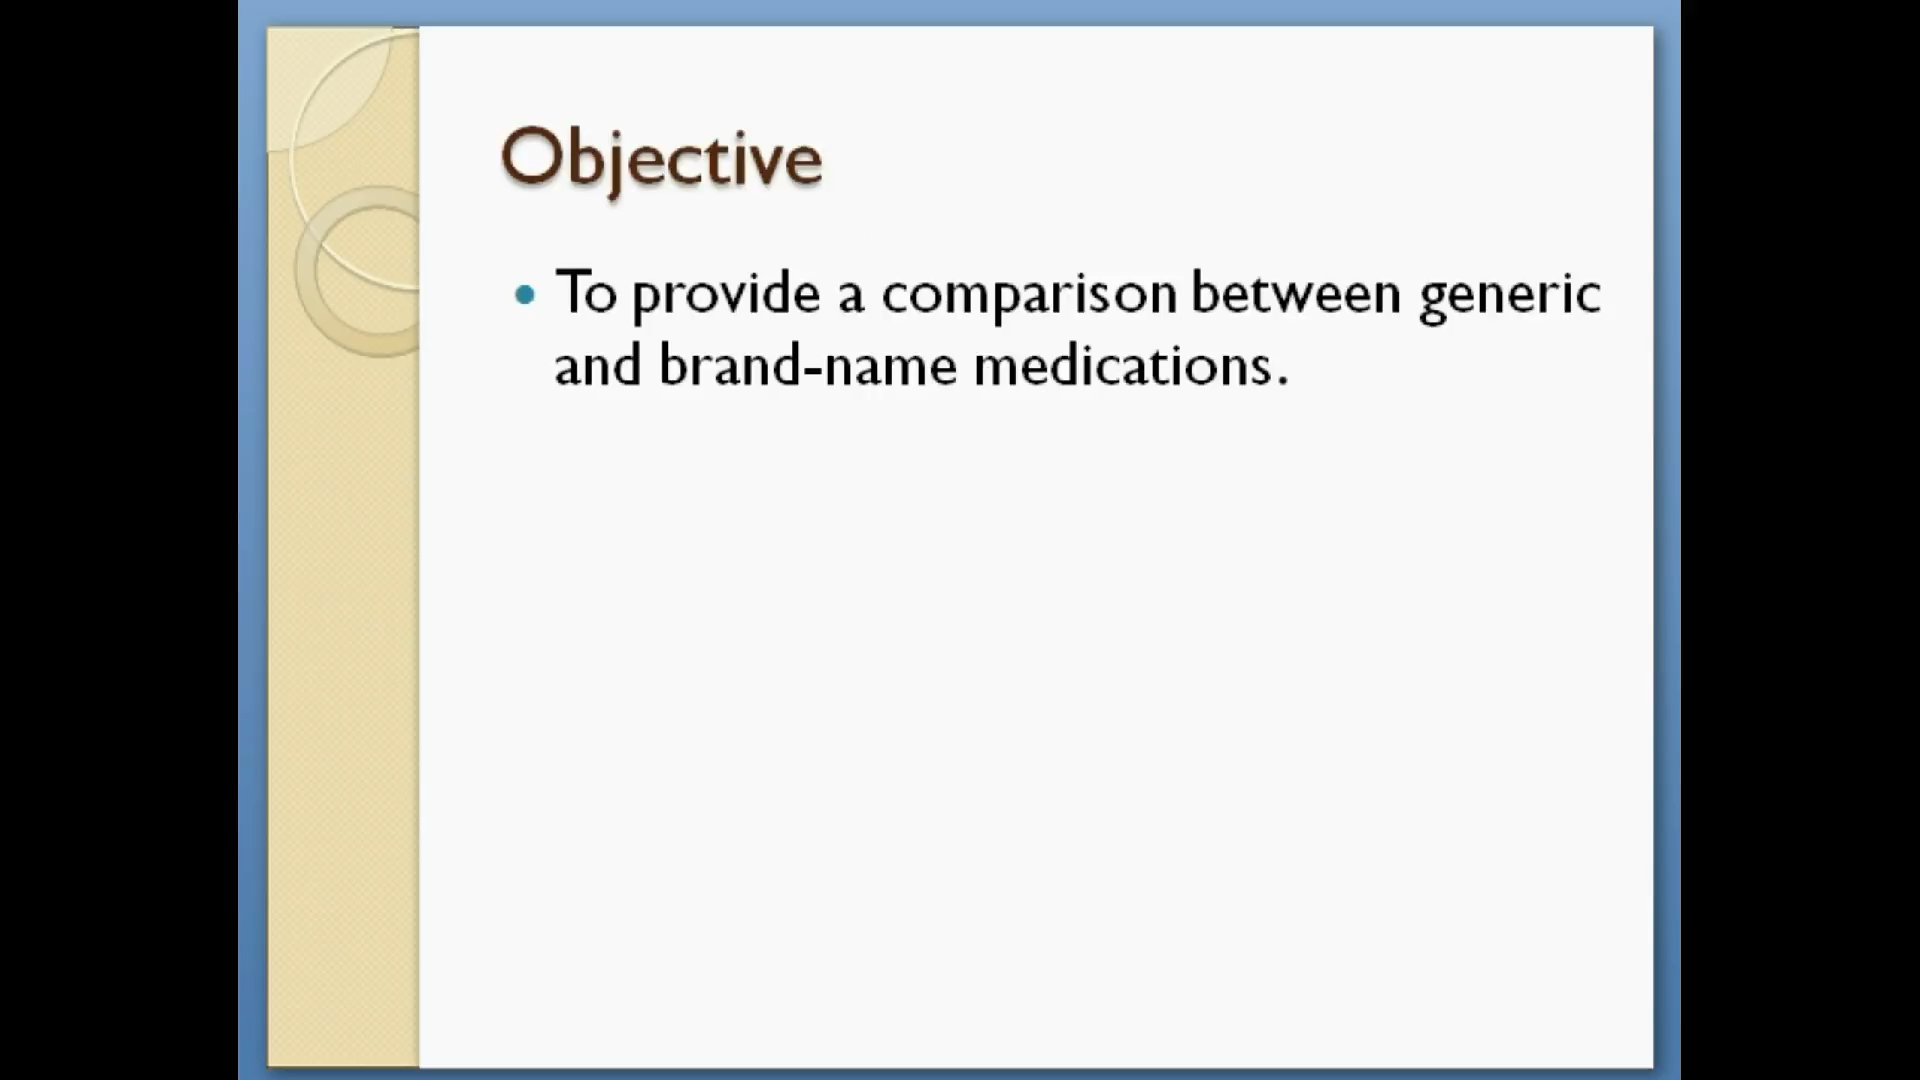 Objective
• To provide a comparison between generic
and brand-name medications.